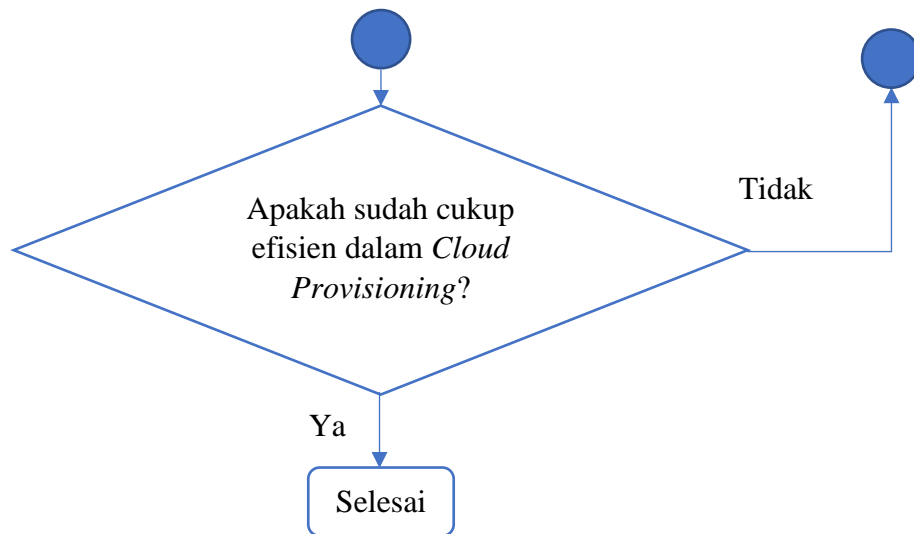 Tidak
Apakah sudah cukup
efisien dalam Cloud
Provisioning?
Ya
Selesai